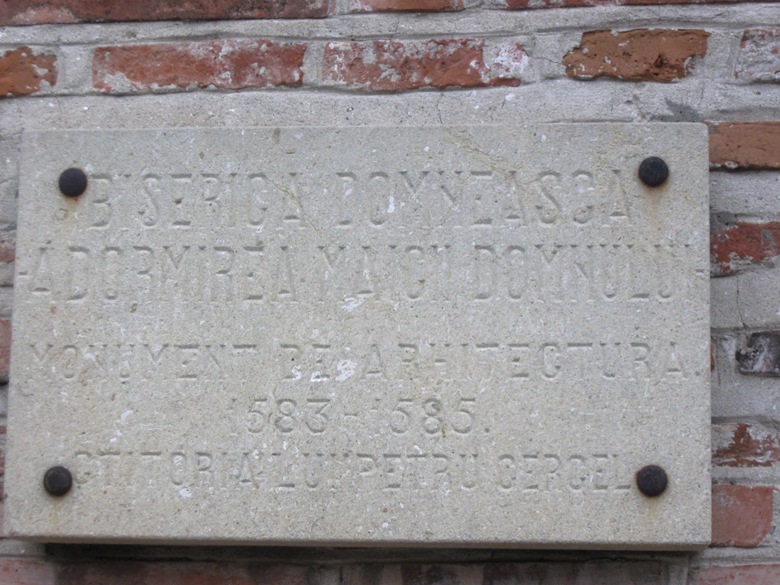 BISERICA DOMNEASCA
-ADORMIREA MAICII DOMNULUI-
MONUMENT DE ARHITECTURA.
1583-1585.
CTITORIA LUI PETRU CERCEL